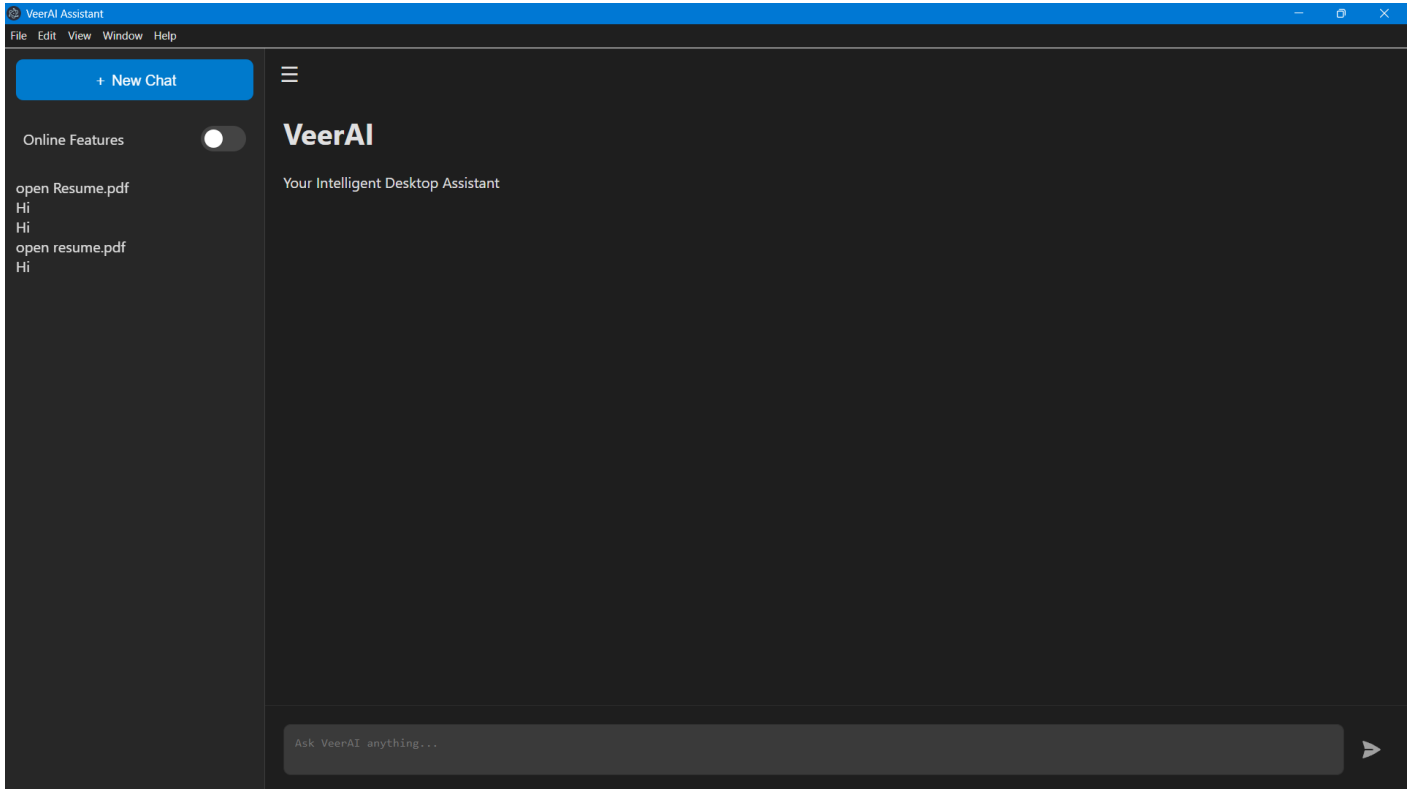 VeerAI Assistant
File Edit View Window Help
+ New Chat
Online Features
open Resume.pdf
Hi
Hi
open resume.pdf
Hi
VeerAI
Your Intelligent Desktop Assistant
Ask VeerAI anything...